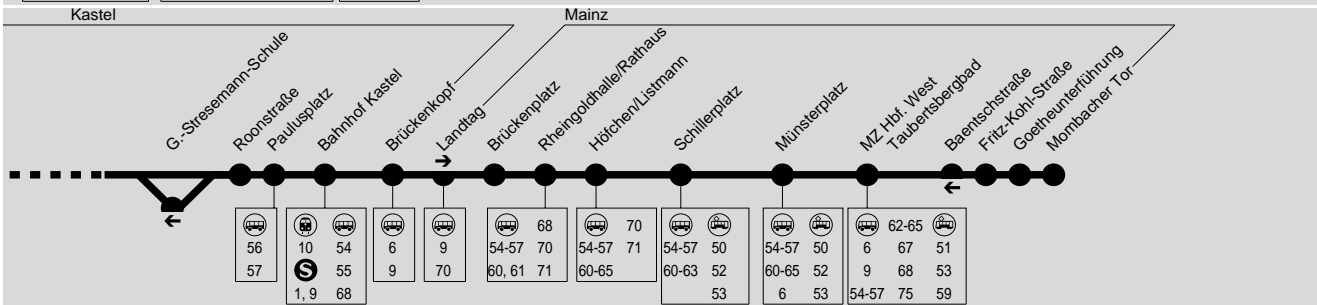 Kastel
Mainz
G.-Stresemann-Schule
Roonstraße
Paulusplatz
Bahnhof Kastel
Brückenkopf
Landtag
Brückenplatz
Rheingoldhalle/Rathaus
Höfchen/Listmann
Schillerplatz
Münsterplatz
MZ Hbf. West
Taubertsbergbad
Baentschstraße
Fritz-Kohl-Straße
Goetheunterführung
Mombacher Tor
56
57
10 54
S 55
1, 9 68
6
9
9
70
68
54-57 70
60, 61 71
70
54-57 71
60-65
54-57 50
60-63 52
53
54-57 50
60-65 52
6 53
62-65
6 67 51
9 68 53
54-57 75 59